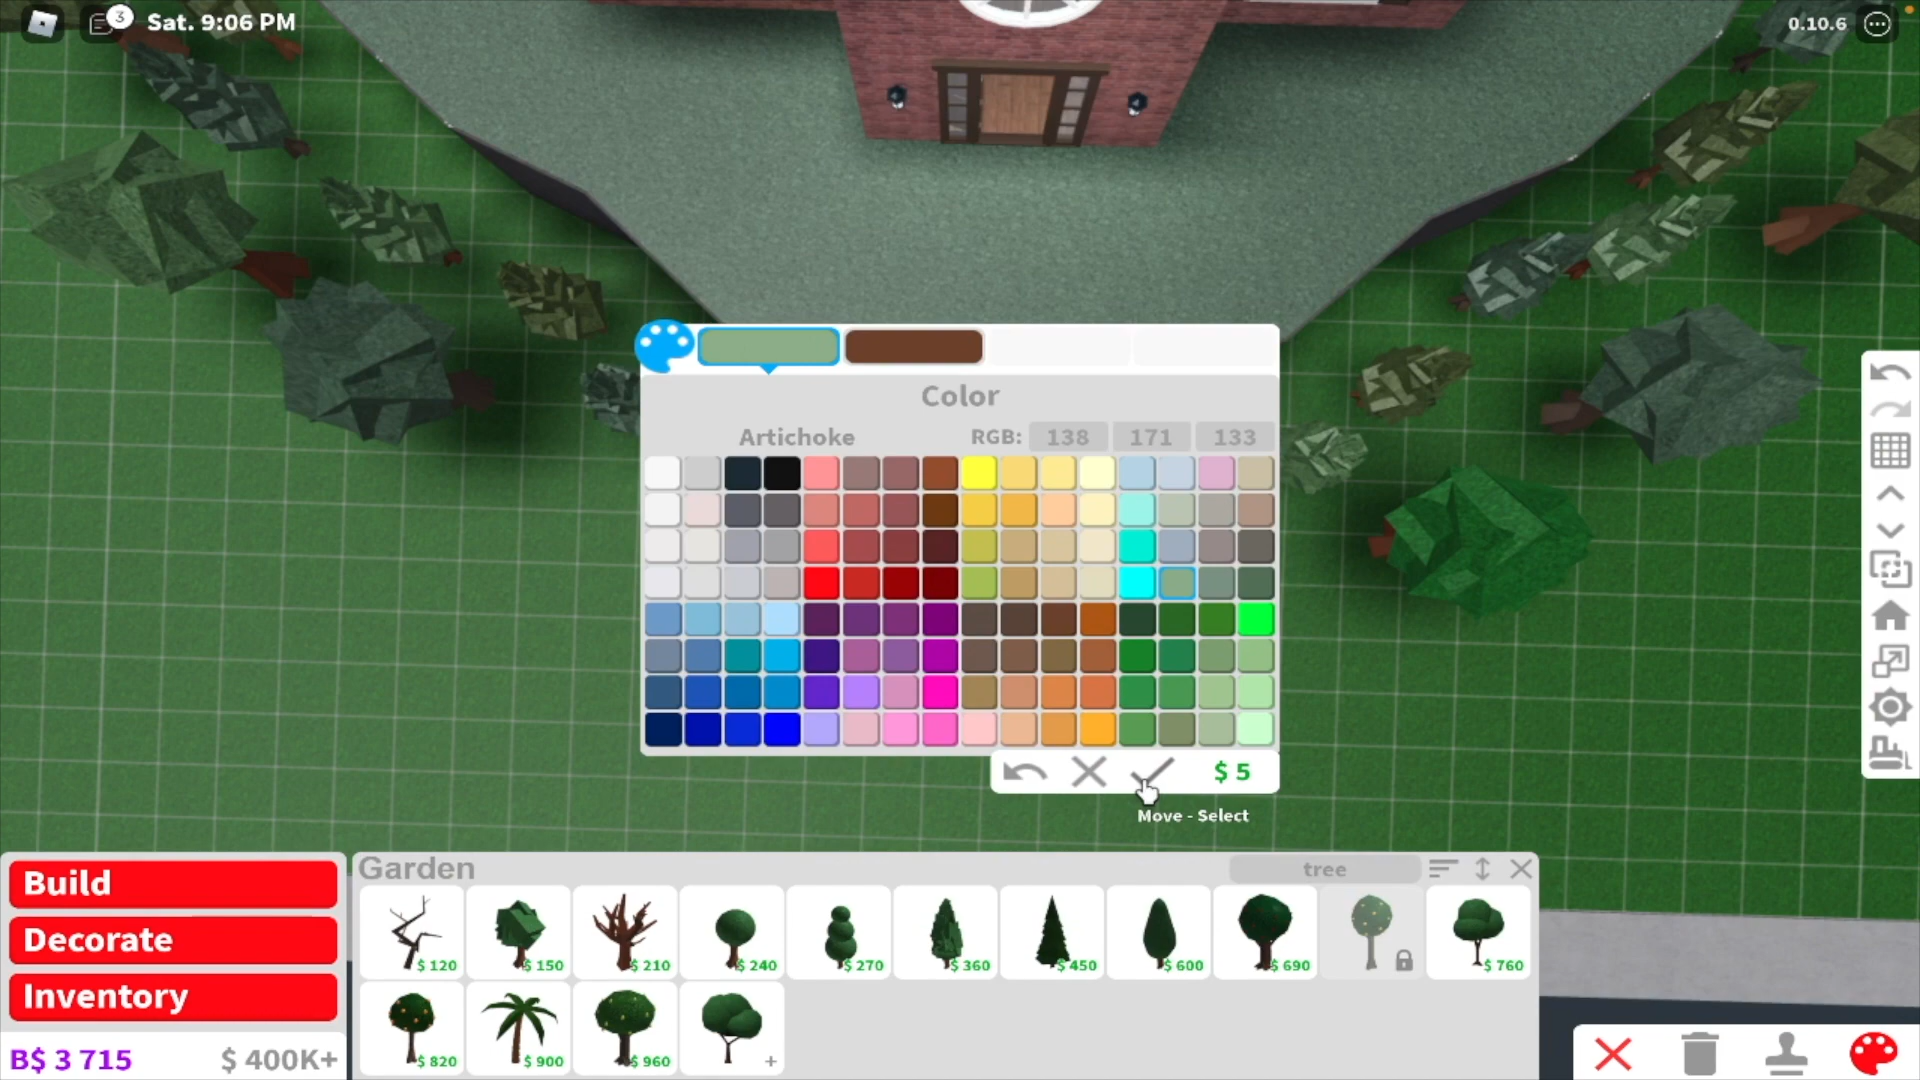 3 Sat. 9:06 PM
0.10.6
Color
Artichoke RGB: 138 171 133
$ 5
Move - Select
Build
Decorate
Inventory
B$ 3 715 $ 400K+
Garden tree
$ 120 $ 150 $ 210 $ 240 $ 270 $ 360 $ 450 $ 600 $ 690 $ 760
$ 820 $ 900 $ 960 +